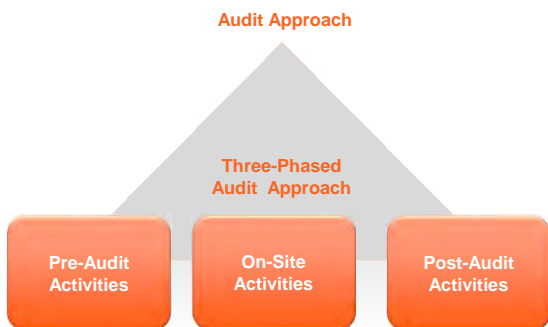 Audit Approach
Three-Phased
Audit Approach
Pre-Audit
Activities
On-Site
Activities
Post-Audit
Activities